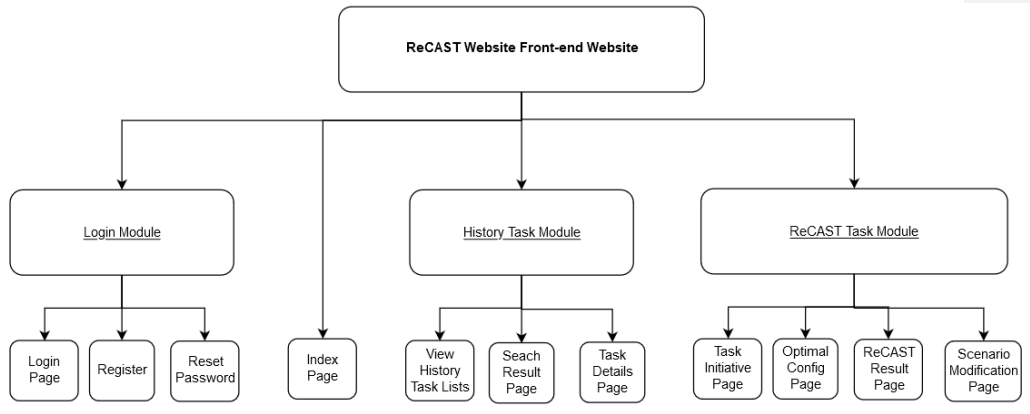 ReCAST Website Front-end Website
Login Module
History Task Module
ReCAST Task Module
Login
Page
Register
Reset
Password
Index
Page
View
History
Task Lists
Seach
Result
Page
Task
Details
Page
Task
Initiative
Page
Optimal
Config
Page
ReCAST
Result
Page
Scenario
Modification
Page